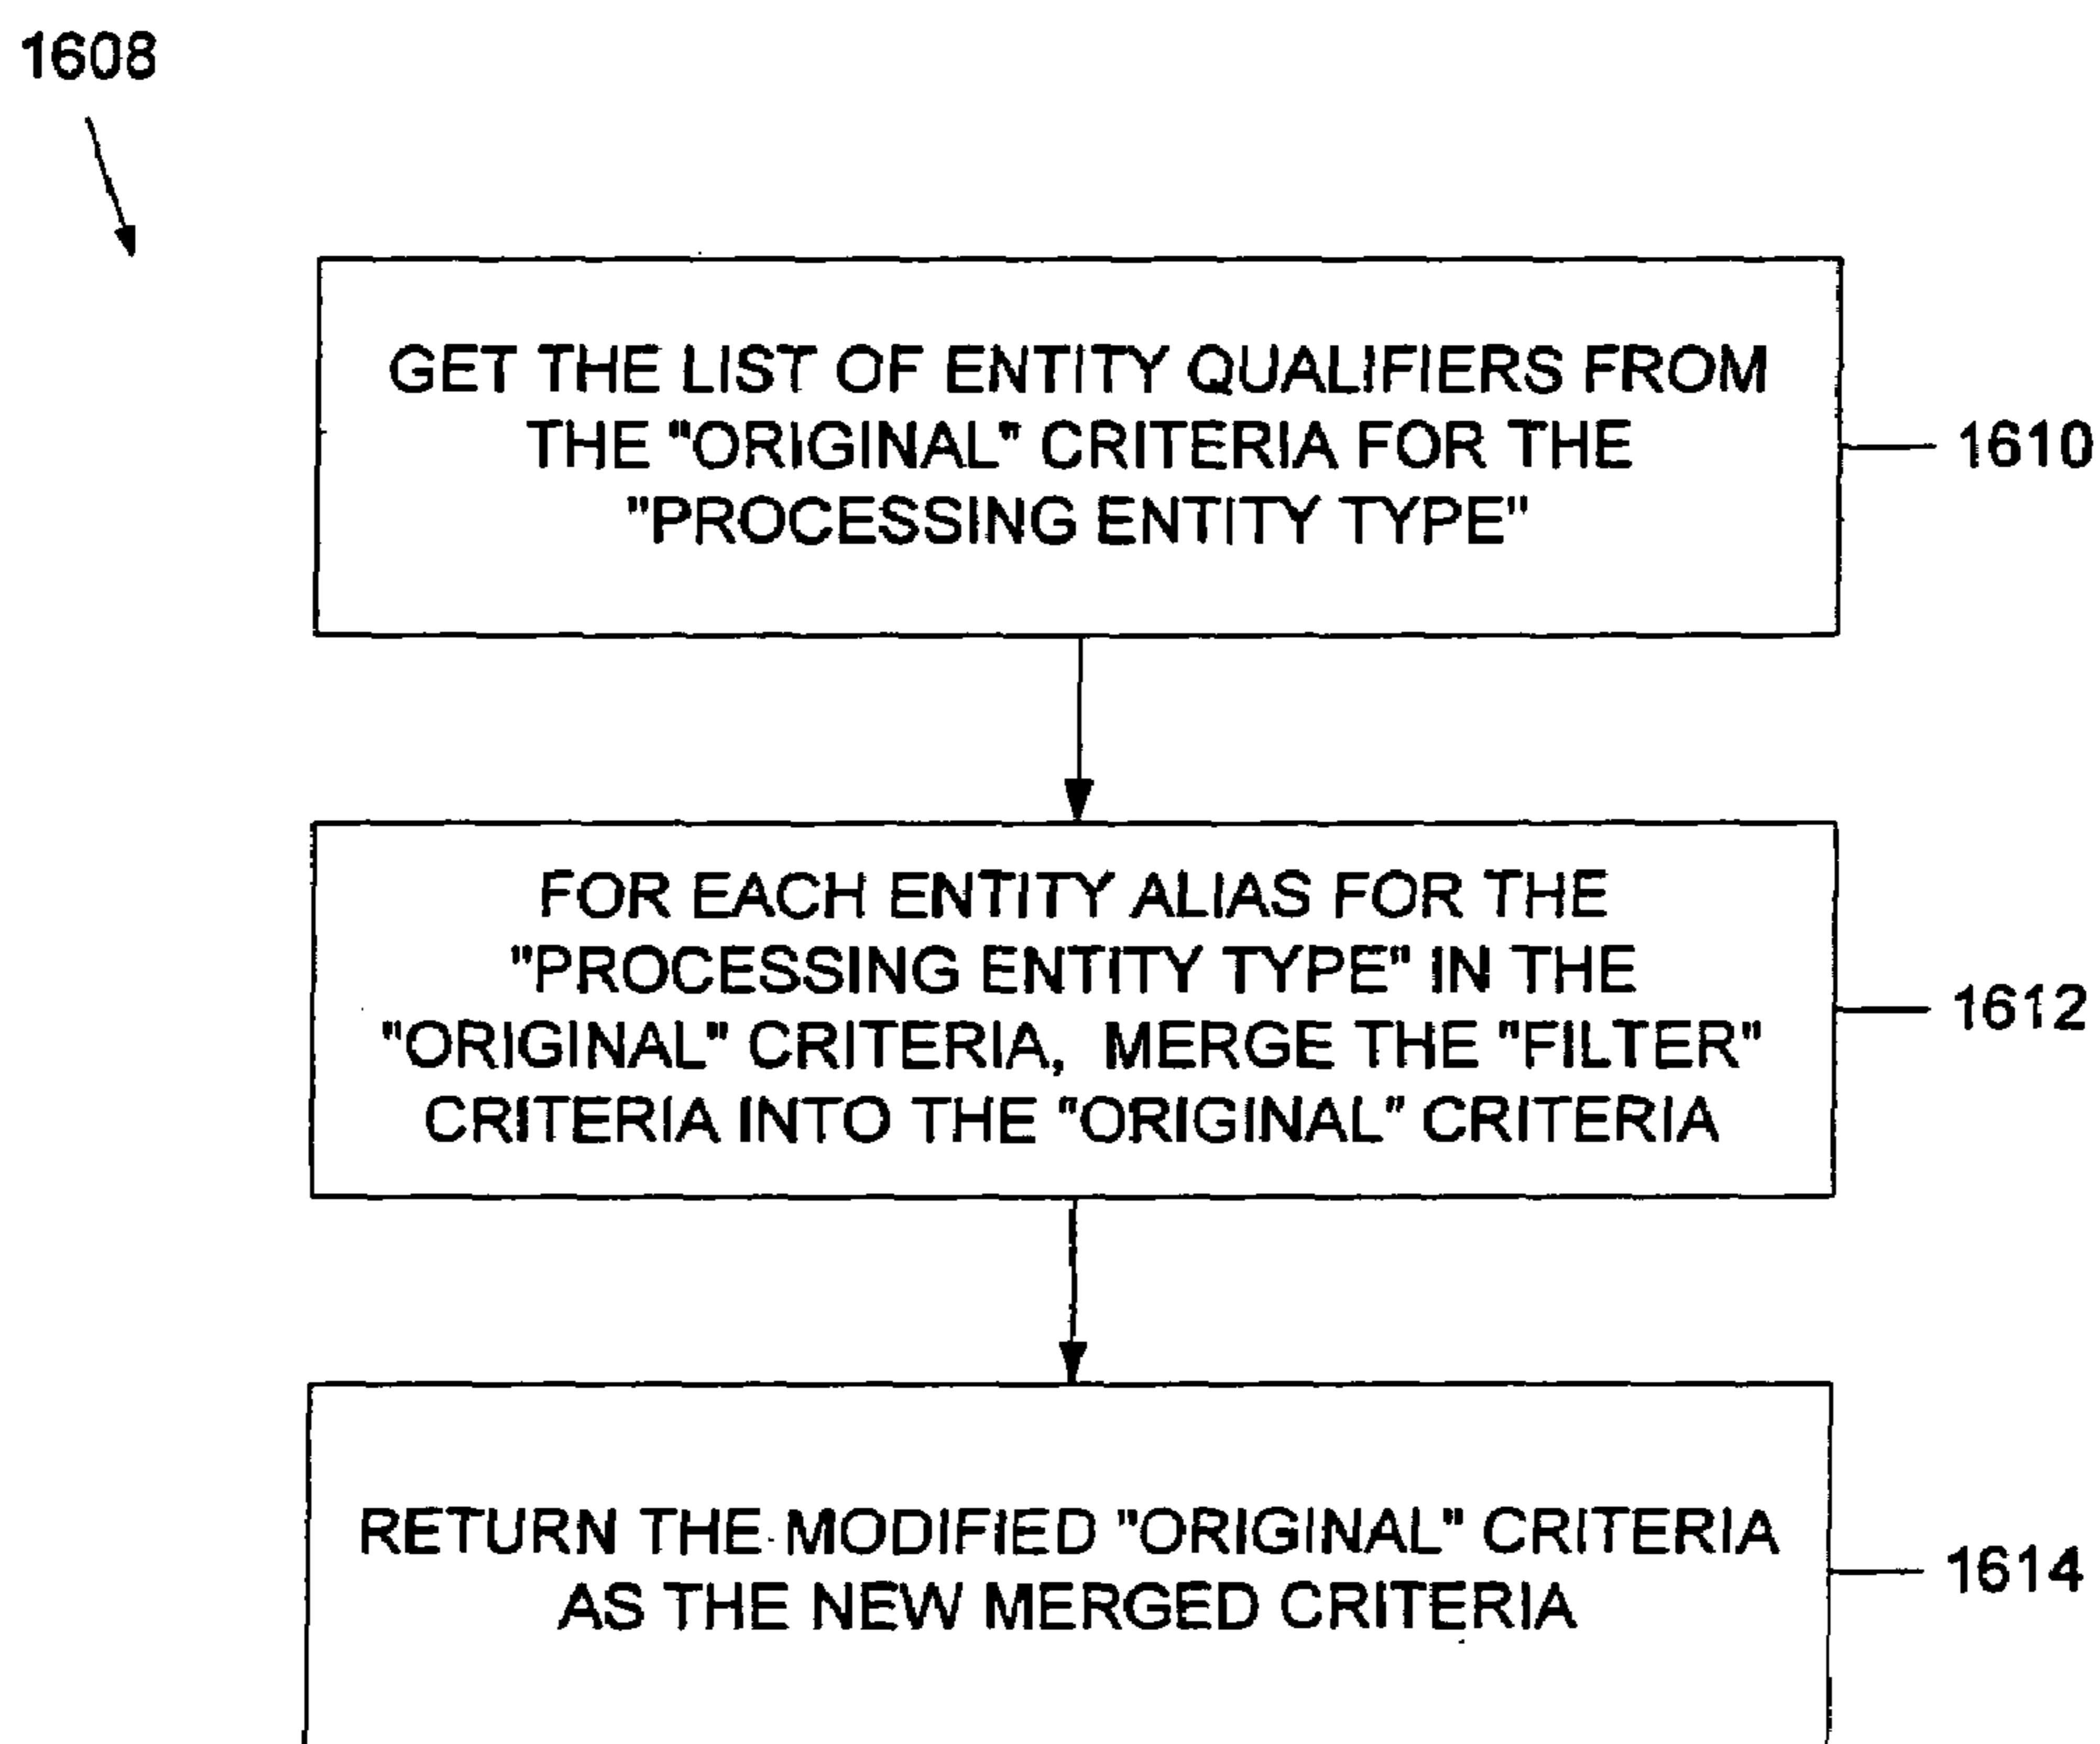 1608
GET THE LIST OF ENTITY QUALIFIERS FROM
THE "ORIGINAL" CRITERIA FOR THE
"PROCESSING ENTITY TYPE"
1610
FOR EACH ENTITY ALIAS FOR THE
"PROCESSING ENTITY TYPE" IN THE
"ORIGINAL" CRITERIA, MERGE THE "FILTER"
CRITERIA INTO THE "ORIGINAL" CRITERIA
1612
RETURN THE MODIFIED "ORIGINAL" CRITERIA
AS THE NEW MERGED CRITERIA
1614